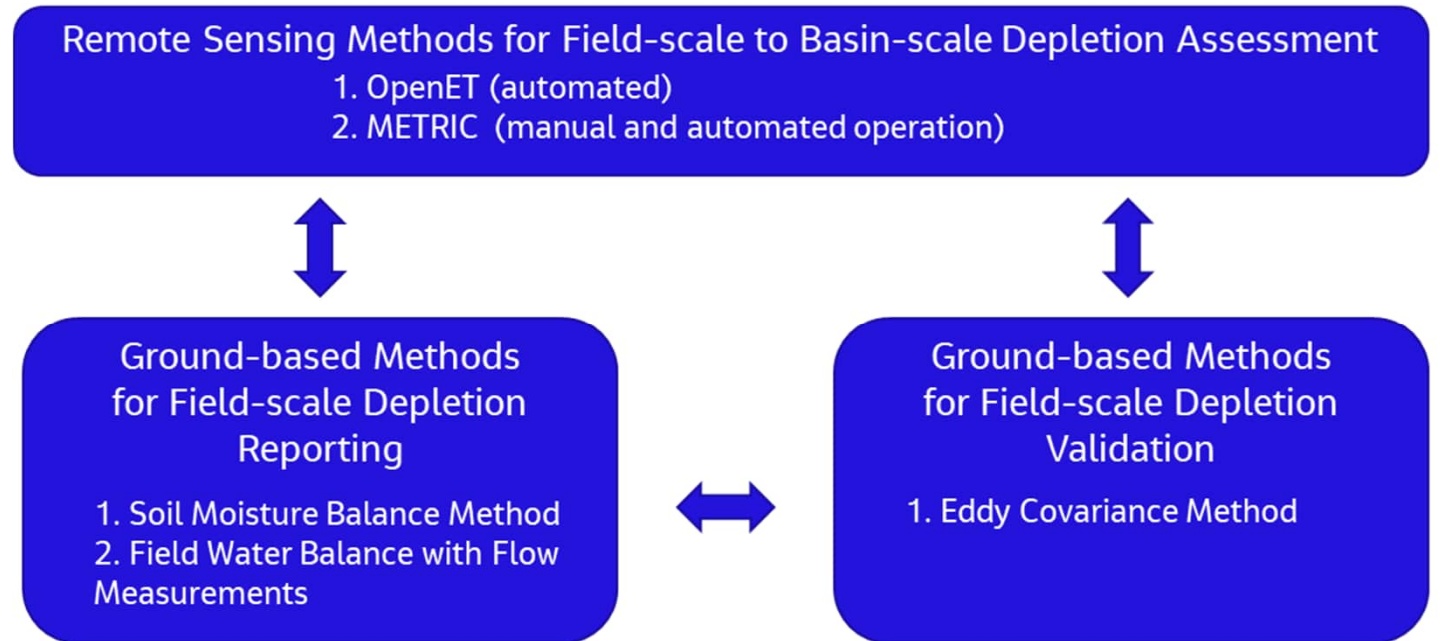 Remote Sensing Methods for Field-scale to Basin-scale Depletion Assessment
1. OpenET (automated)
2. METRIC (manual and automated operation)
Ground-based Methods
for Field-scale Depletion
Reporting
1. Soil Moisture Balance Method
2. Field Water Balance with Flow
Measurements
Ground-based Methods
for Field-scale Depletion
Validation
1. Eddy Covariance Method